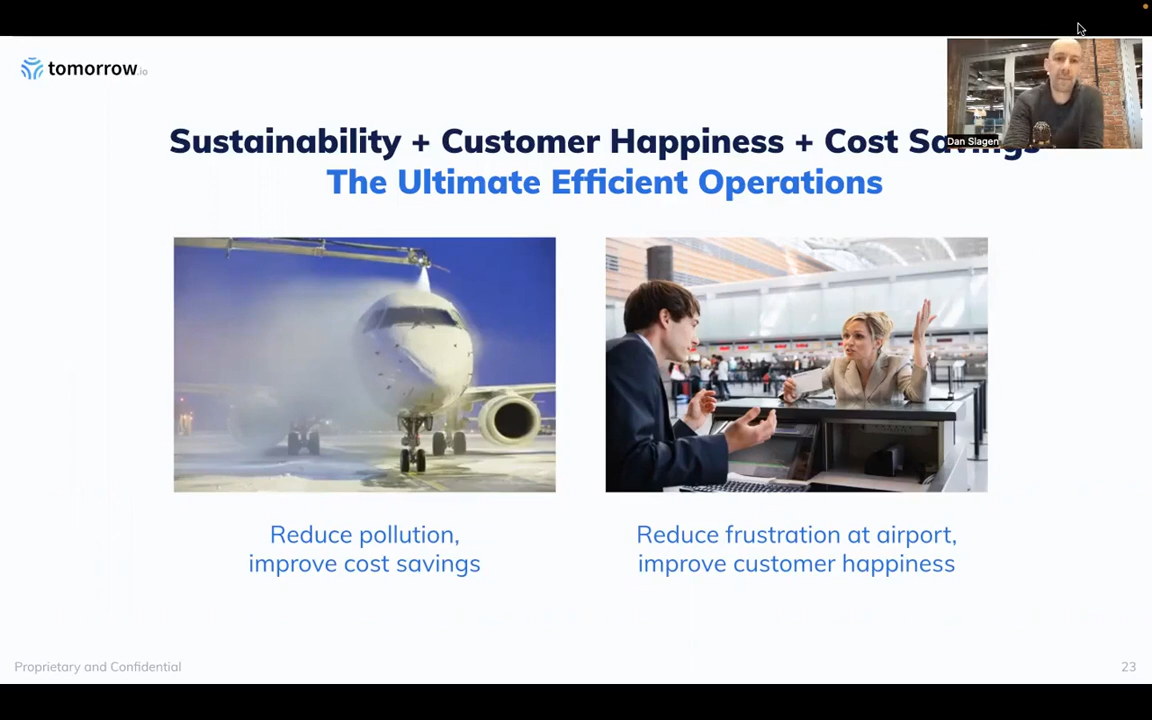 tomorrow.io
Dan Slagen
Sustainability + Customer Happiness + Cost Savings
The Ultimate Efficient Operations
Reduce pollution,
improve cost savings
Reduce frustration at airport,
improve customer happiness
Proprietary and Confidential
23